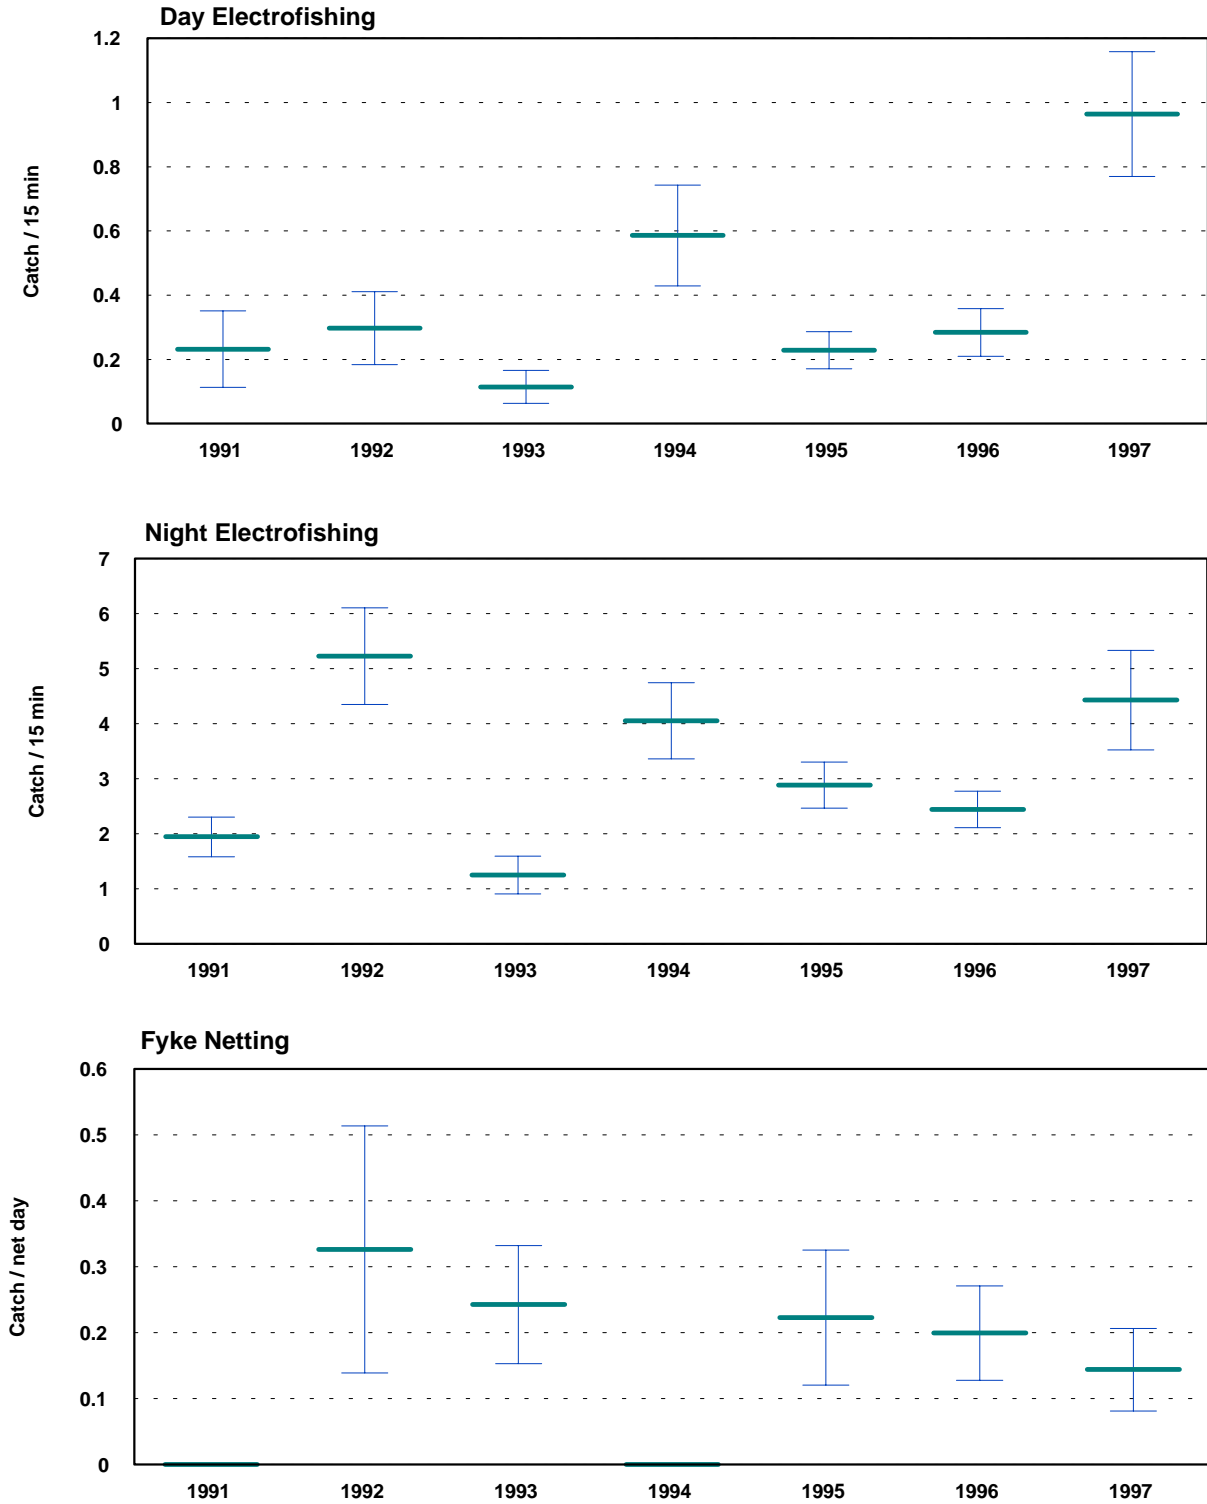 Day Electrofishing
1.2
1
0.8
0.6
0.4
0.2
0
Catch / 15 min
1991 1992 1993 1994 1995 1996 1997
Night Electrofishing
7
6
5
4
3
2
1
0
Catch / 15 min
1991 1992 1993 1994 1995 1996 1997
Fyke Netting
0.6
0.5
0.4
0.3
0.2
0.1
0
Catch / net day
1991 1992 1993 1994 1995 1996 1997